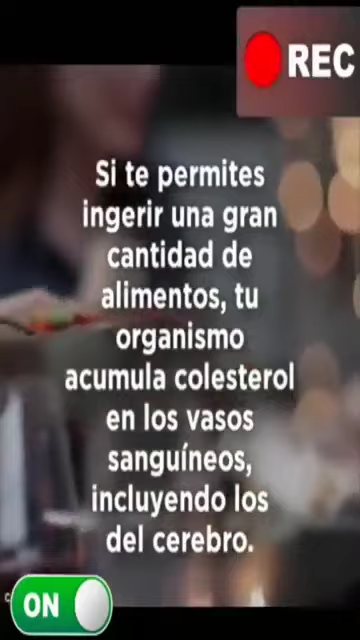 REC
Si te permites
ingerir una gran
cantidad de
alimentos, tu
organismo
acumula colesterol
en los vasos
sanguíneos,
incluyendo los
del cerebro.
ON